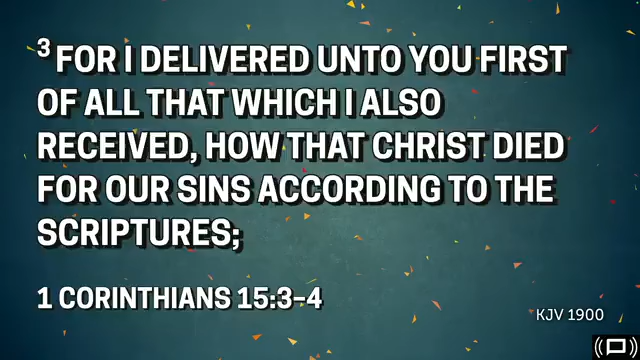 3 FOR I DELIVERED UNTO YOU FIRST
OF ALL THAT WHICH I ALSO
RECEIVED, HOW THAT CHRIST DIED
FOR OUR SINS ACCORDING TO THE
SCRIPTURES;
1 CORINTHIANS 15:3–4
KJV 1900